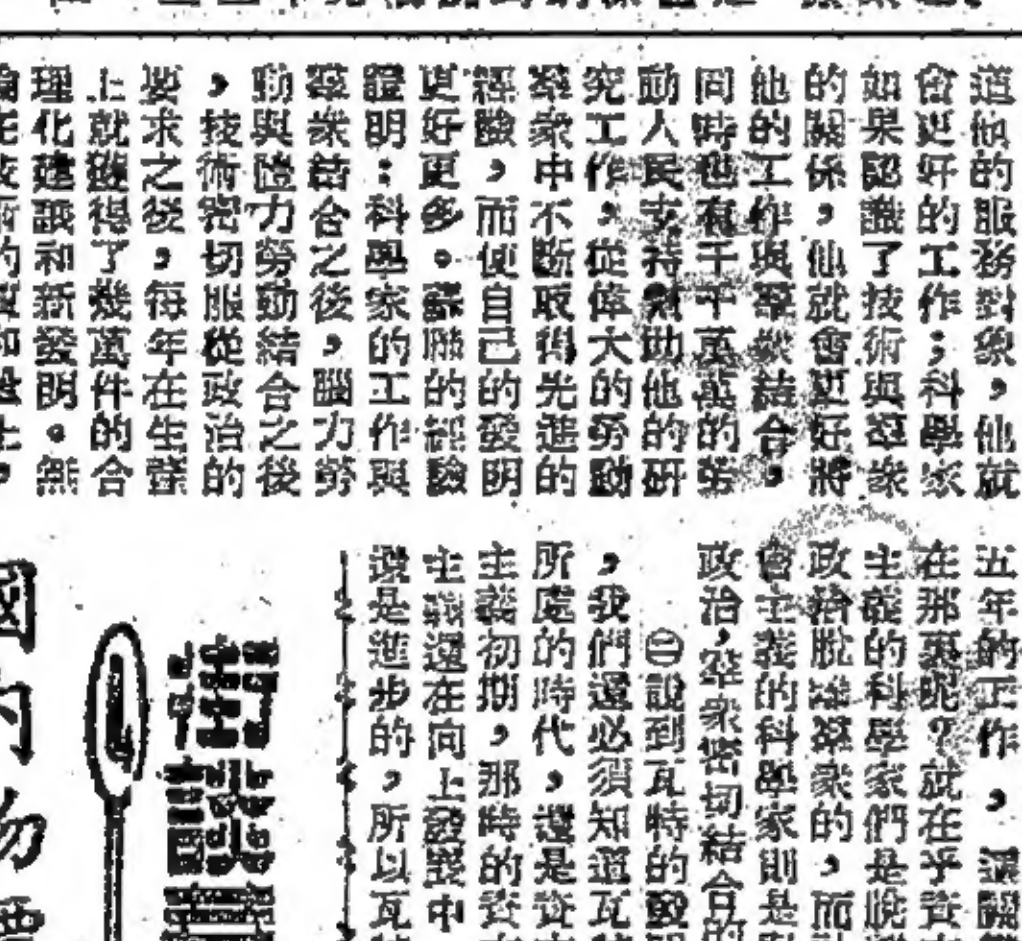 道他的服務對象，他就
會更好的工作；科學家
如果認識了技術與羣衆
的關係，他就會更好將
他的工作與羣衆結合，
同時也有千千萬萬的勞
動人民支持幫助他的研
究工作，從偉大的勞動
羣衆中不斷取得先進的
經驗，而使自己的發明
更好更多。蘇聯的經驗
證明：科學家的工作與
羣衆結合之後，腦力勞
動與體力勞動結合之後
，技術密切服從政治的
要求之後，每年在生產
上就獲得了幾萬件的合
理化建議和新發明。無
五年的工作，
在那裏呢？就在乎資
主義的科學家們是脫
政治脫離羣衆的，而
會主義的科學家則是
政治，羣衆密切結合的
㊁說到瓦特的發
，我們還必須知道瓦
所處的時代，還是資
主義初期，那時的資
主義還在向上發展中
還是進步的，所以瓦
街談
國內